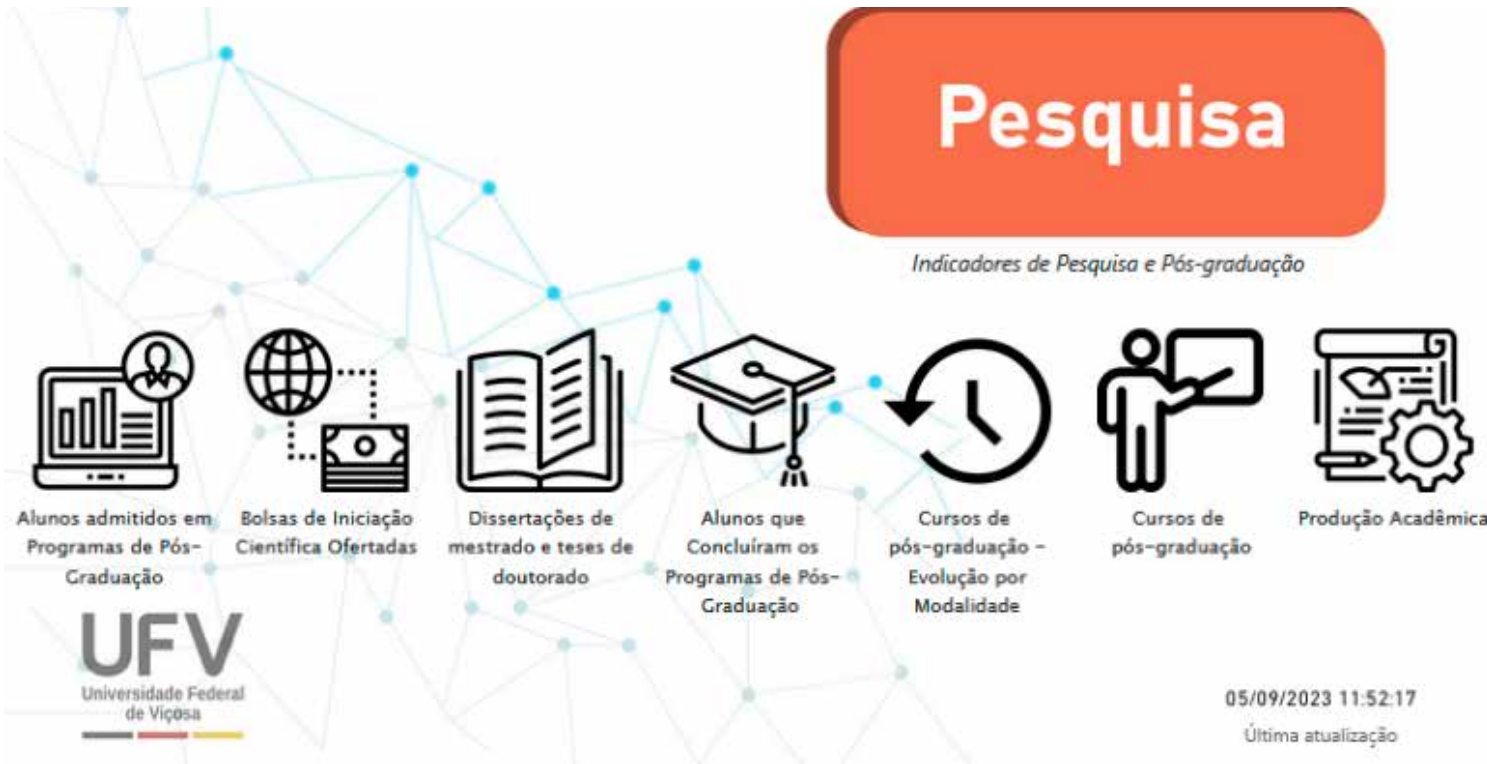 Pesquisa
Indicadores de Pesquisa e Pós-graduação
Alunos admitidos em
Programas de Pós-
Graduação
Bolsas de Iniciação
Científica Ofertadas
Dissertações de
mestrado e teses de
doutorado
Alunos que
Concluíram os
Programas de Pós-
Graduação
Cursos de
pós-graduação -
Evolução por
Modalidade
Cursos de
pós-graduação
Produção Acadêmica
UFV
Universidade Federal
de Viçosa
05/09/2023 11:52:17
Última atualização